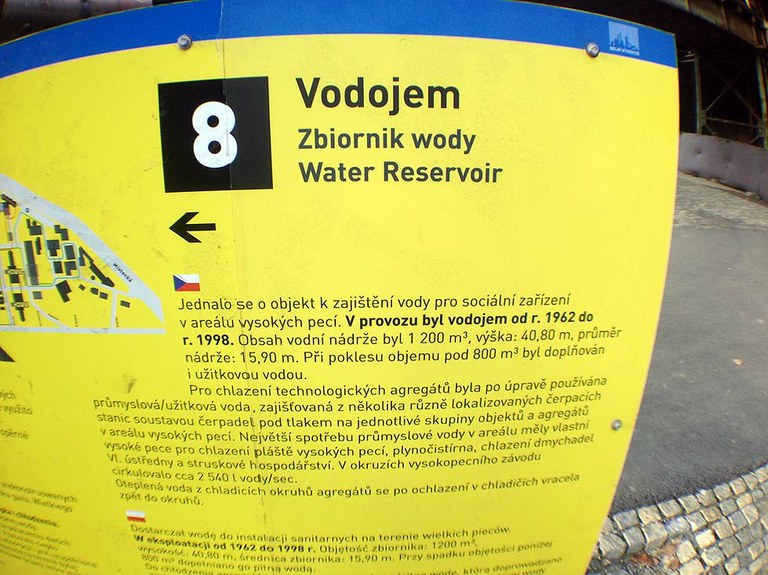 8
Vodojem
Zbiornik wody
Water Reservoir
Místecká
Jednalo se o objekt k zajištění vody pro sociální zařízení
v areálu vysokých pecí. V provozu byl vodojem od r. 1962 do
r. 1998. Obsah vodní nádrže byl 1 200 m³, výška: 40,80 m, průměr
nádrže: 15,90 m. Při poklesu objemu pod 800 m³ byl doplňován
i užitkovou vodou.
Pro chlazení technologických agregátů byla po úpravě používána
průmyslová/užitková voda, zajišťovaná z několika různě lokalizovaných čerpacích
stanic soustavou čerpadel pod tlakem na jednotlivé skupiny objektů a agregátů
v areálu vysokých pecí. Největší spotřebu průmyslové vody v areálu měly vlastní
vysoké pece pro chlazení pláště vysokých pecí, plynočistírna, chlazení dmychadel
VI. ústředny a struskové hospodářství. V okruzích vysokopecního závodu
cirkulovalo cca 2 540 l vody/sec.
Oteplená voda z chladicích okruhů agregátů se po ochlazení v chladičích vracela
zpět do okruhů.
Dostarczał wodę do instalacji sanitarnych na terenie wielkich pieców.
W eksploatacji od 1962 do 1998 r. Objętość zbiornika: 1200 m³,
wysokość: 40,80 m, średnica zbiornika: 15,90 m. Przy spadku objętości poniżej
800 m³ dopełniano go pitną wodą.
Do chłodzenia
wodę, którą doprowadzano